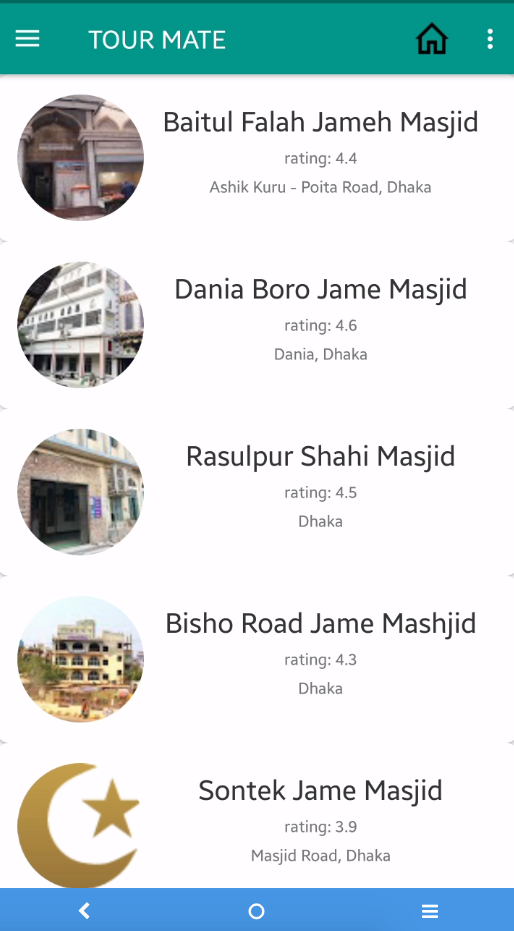 TOUR MATE
Baitul Falah Jameh Masjid
rating: 4.4
Ashik Kuru - Poita Road, Dhaka
Dania Boro Jame Masjid
rating: 4.6
Dania, Dhaka
Rasulpur Shahi Masjid
rating: 4.5
Dhaka
Bisho Road Jame Mashjid
rating: 4.3
Dhaka
Sontek Jame Masjid
rating: 3.9
Masjid Road, Dhaka